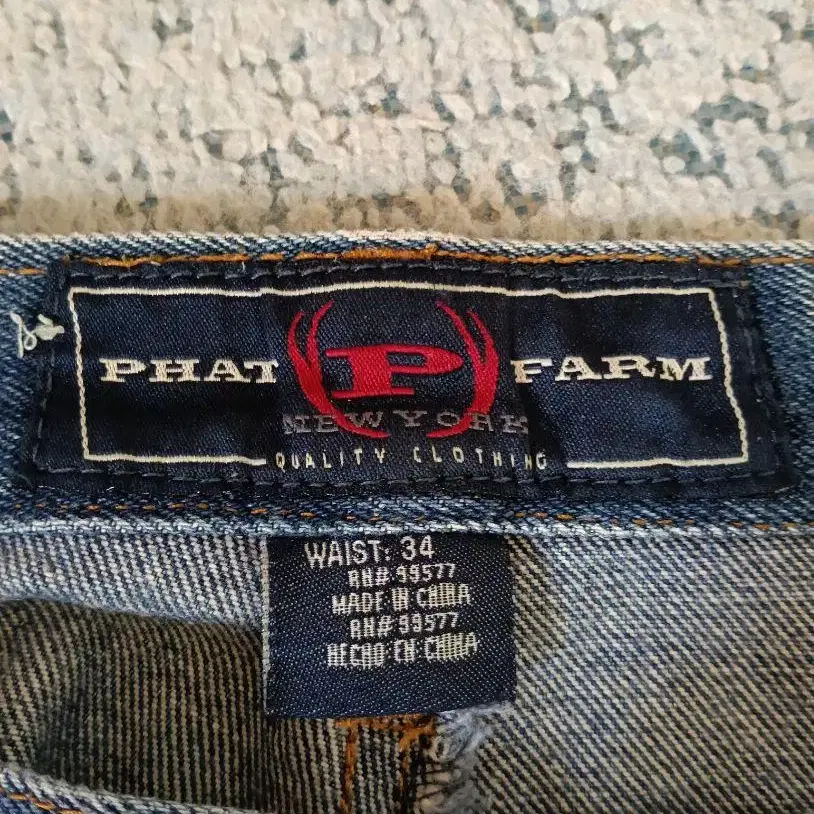 PHAT P FARM
NEW YORK
QUALITY CLOTHING
WAIST: 34
RN# 99577
MADE IN CHINA
RN# 99577
HECHO EN CHINA